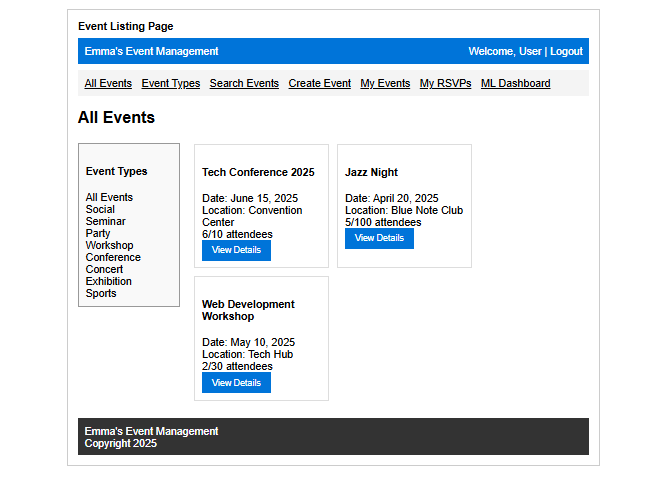 Event Listing Page
Emma's Event Management
Welcome, User | Logout
All Events Event Types Search Events Create Event My Events My RSVPs ML Dashboard
All Events
Event Types
All Events
Social
Seminar
Party
Workshop
Conference
Concert
Exhibition
Sports
Tech Conference 2025
Date: June 15, 2025
Location: Convention
Center
6/10 attendees
View Details
Jazz Night
Date: April 20, 2025
Location: Blue Note Club
5/100 attendees
View Details
Web Development
Workshop
Date: May 10, 2025
Location: Tech Hub
2/30 attendees
View Details
Emma's Event Management
Copyright 2025